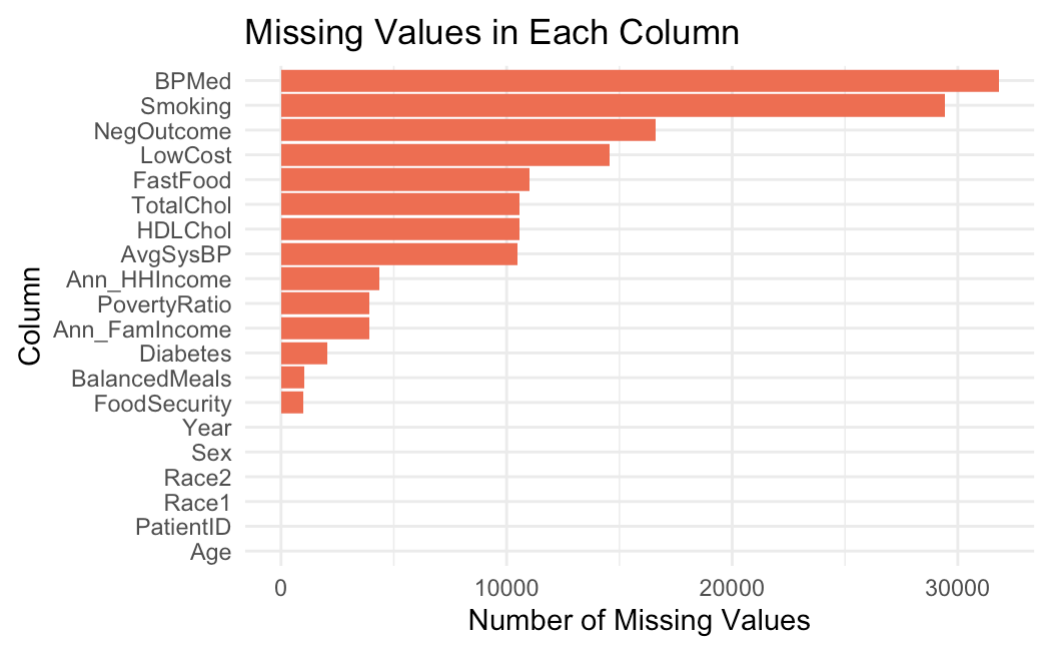 Missing Values in Each Column
BPMed
Smoking
NegOutcome
LowCost
FastFood
TotalChol
HDLChol
AvgSysBP
Ann_HHIncome
PovertyRatio
Ann_FamIncome
Diabetes
BalancedMeals
FoodSecurity
Year
Sex
Race2
Race1
PatientID
Age
Column
0 10000 20000 30000
Number of Missing Values